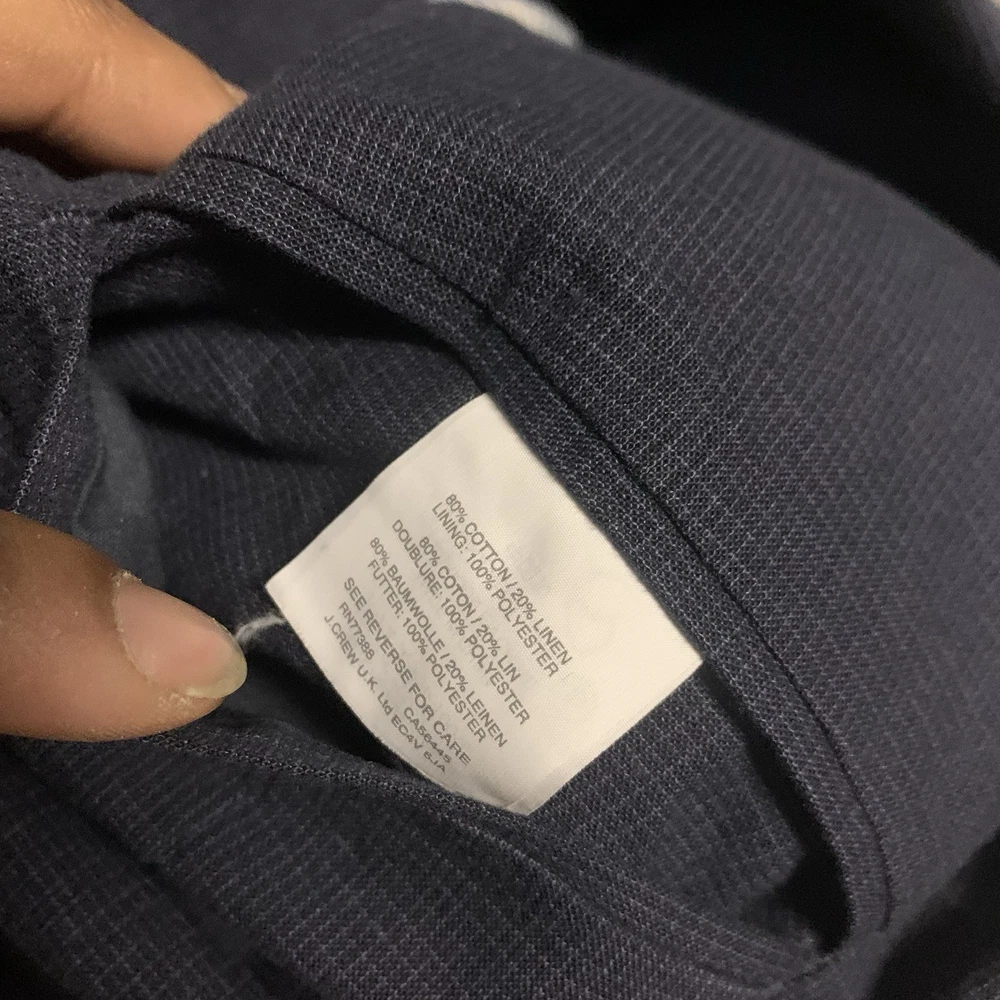 80% COTTON / 20% LINEN
LINING: 100% POLYESTER
80% COTON / 20% LIN
DOUBLURE: 100% POLYESTER
80% BAUMWOLLE / 20% LEINEN
FUTTER: 100% POLYESTER
SEE REVERSE FOR CARE
RN77388 CA56445
J.CREW U.K. Ltd EC4V 6JA